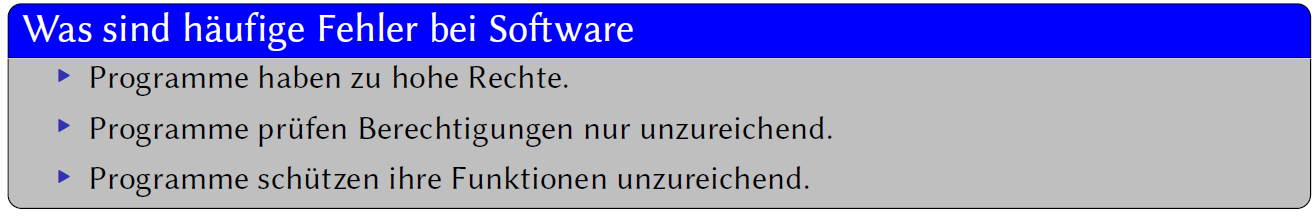 Was sind häufige Fehler bei Software
Programme haben zu hohe Rechte.
Programme prüfen Berechtigungen nur unzureichend.
Programme schützen ihre Funktionen unzureichend.